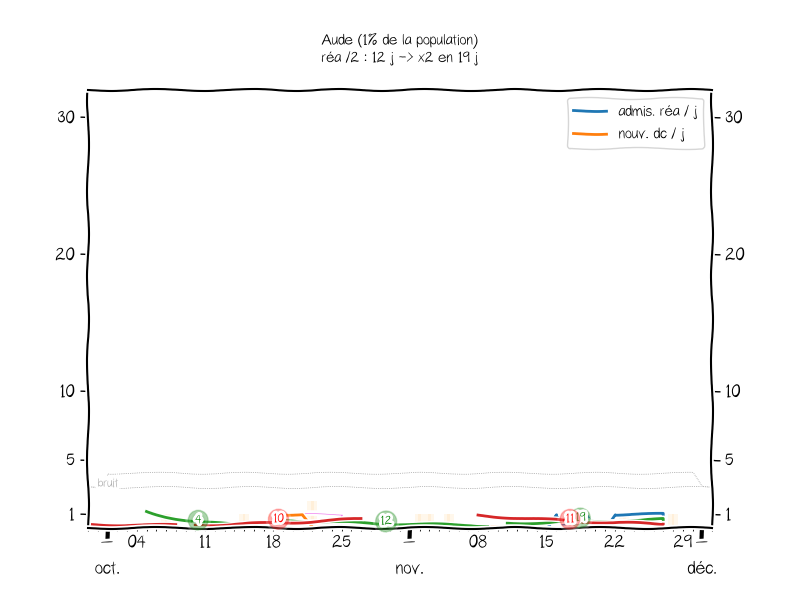 Aude (1% de la population)
réa /2 : 12 j -> x2 en 19 j
admis. réa / j
nouv. dc / j
30
30
20
20
10
10
5
5
bruit
1
1
4
10
12
11
04
11
18
25
08
15
22
29
oct.
nov.
déc.